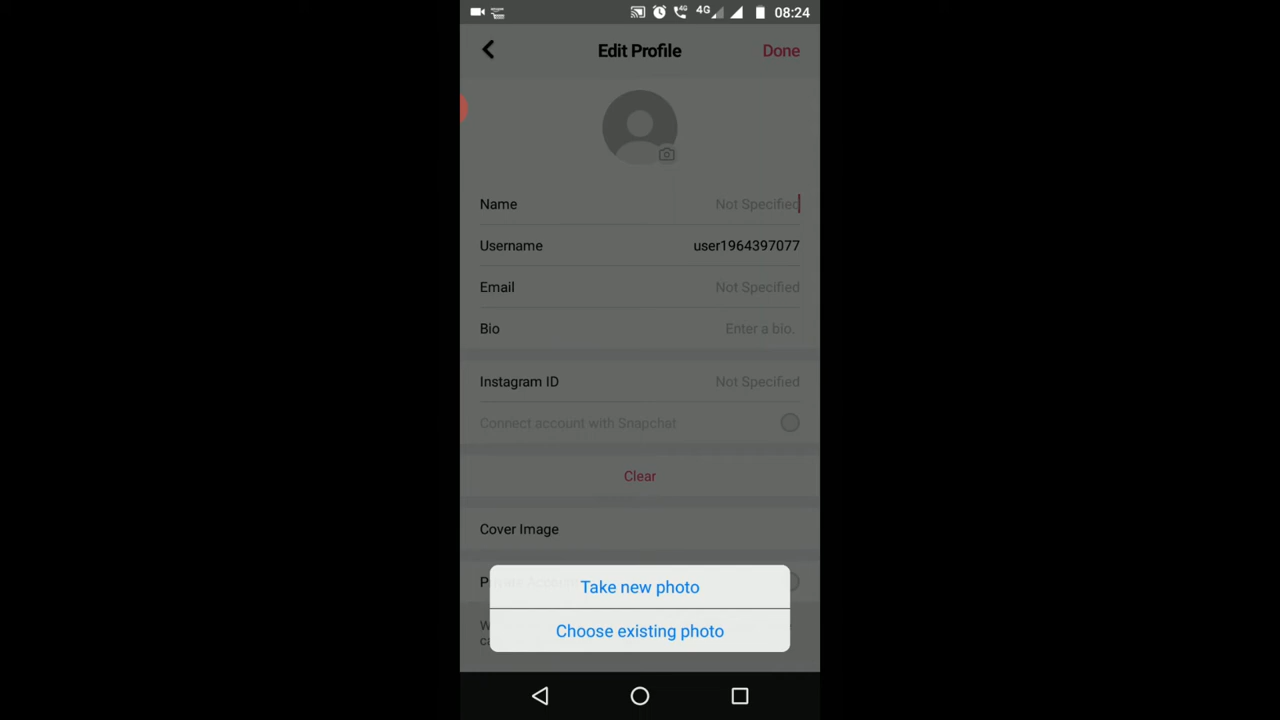 4G 08:24
Edit Profile Done
Name Not Specified
Username user1964397077
Email Not Specified
Bio Enter a bio.
Instagram ID Not Specified
Connect account with Snapchat
Clear
Cover Image
Take new photo
Choose existing photo